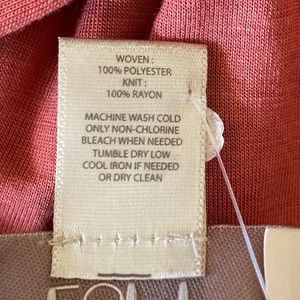 WOVEN :
100% POLYESTER
KNIT :
100% RAYON
MACHINE WASH COLD
ONLY NON-CHLORINE
BLEACH WHEN NEEDED
TUMBLE DRY LOW
COOL IRON IF NEEDED
OR DRY CLEAN